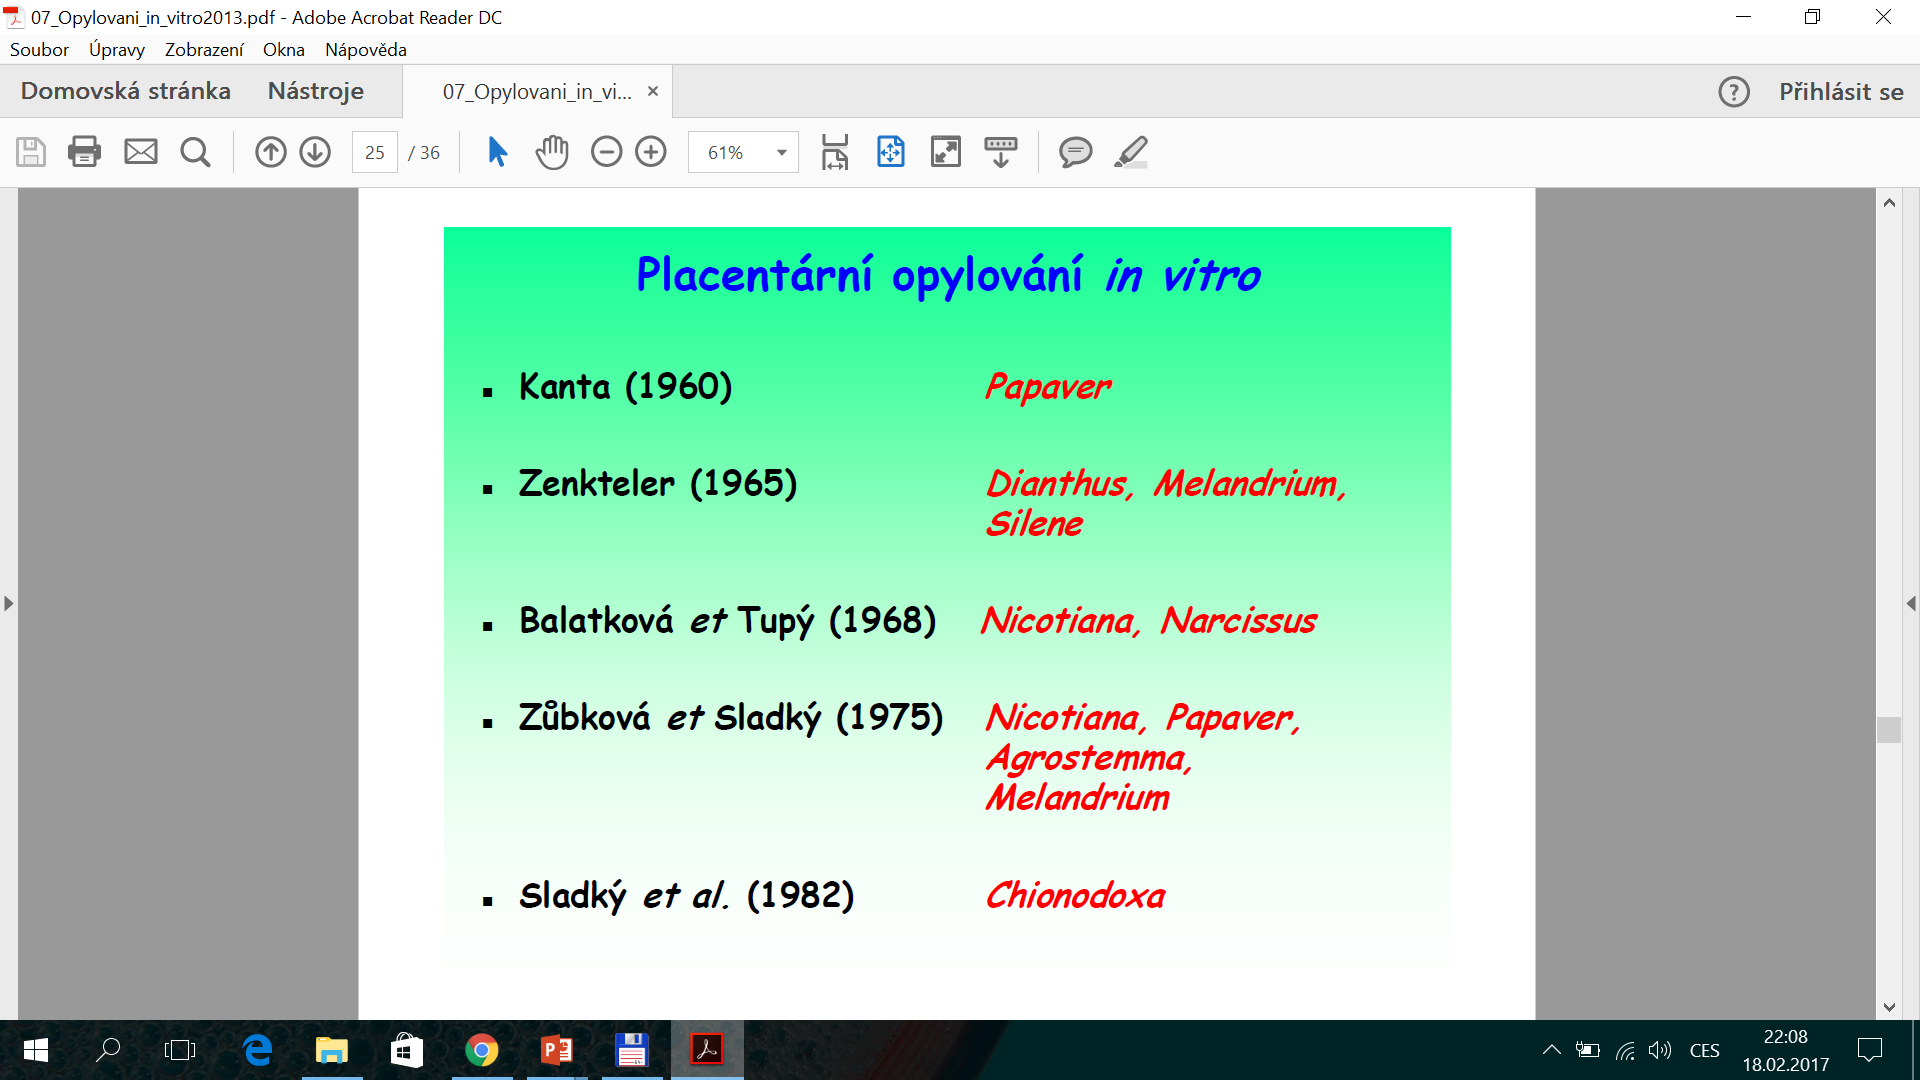 07_Opylovani_in_vitro2013.pdf - Adobe Acrobat Reader DC
Soubor Úpravy Zobrazení Okna Nápověda
Domovská stránka Nástroje 07_Opylovani_in_vi... × ? Přihlásit se
25 / 36 61%
Placentární opylování in vitro
▪ Kanta (1960) Papaver
▪ Zenkteler (1965) Dianthus, Melandrium,
Silene
▪ Balatková et Tupý (1968) Nicotiana, Narcissus
▪ Zůbková et Sladký (1975) Nicotiana, Papaver,
Agrostemma,
Melandrium
▪ Sladký et al. (1982) Chionodoxa
CES
22:08
18.02.2017